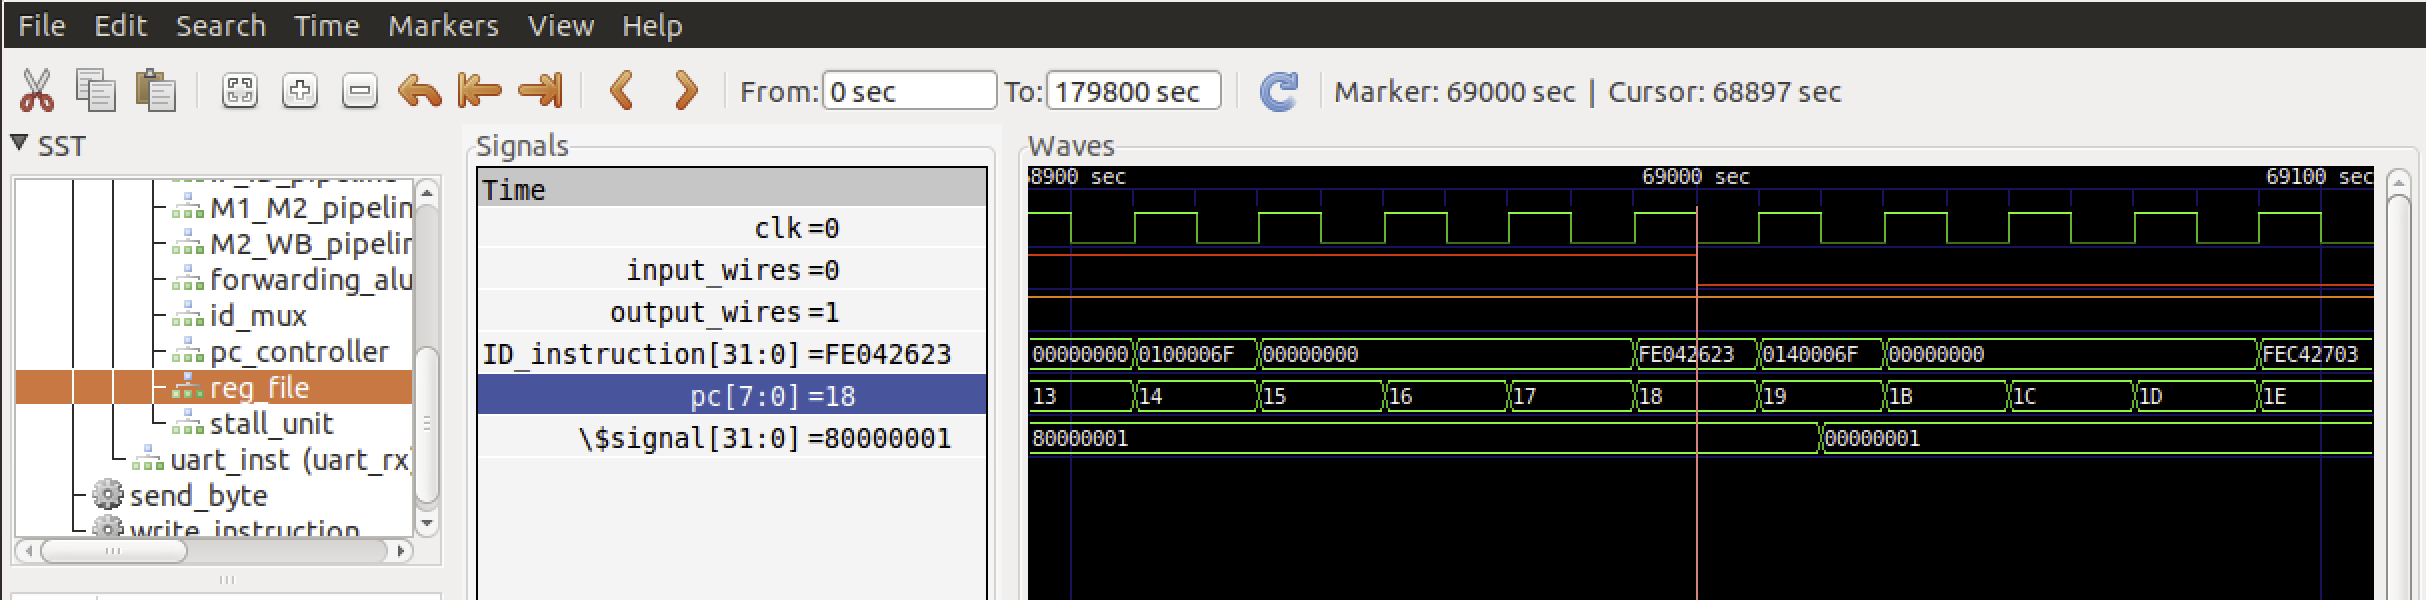 File Edit Search Time Markers View Help
From: 0 sec To: 179800 sec Marker: 69000 sec | Cursor: 68897 sec
SST
M1_M2_pipelin
M2_WB_pipelin
forwarding_alu
id_mux
pc_controller
reg_file
stall_unit
uart_inst (uart_rx)
send_byte
write_instruction
Signals
Time
clk=0
input_wires=0
output_wires=1
ID_instruction[31:0]=FE042623
pc[7:0]=18
\$signal[31:0]=80000001
Waves
8900 sec 69000 sec 69100 sec
00000000 0100006F 00000000 FE042623 0140006F 00000000 FEC42703
13 14 15 16 17 18 19 1B 1C 1D 1E
80000001 00000001